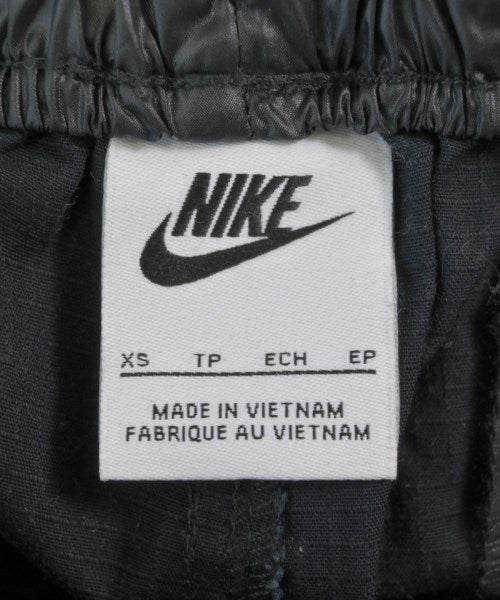 NIKE
XS TP ECH EP
MADE IN VIETNAM
FABRIQUE AU VIETNAM